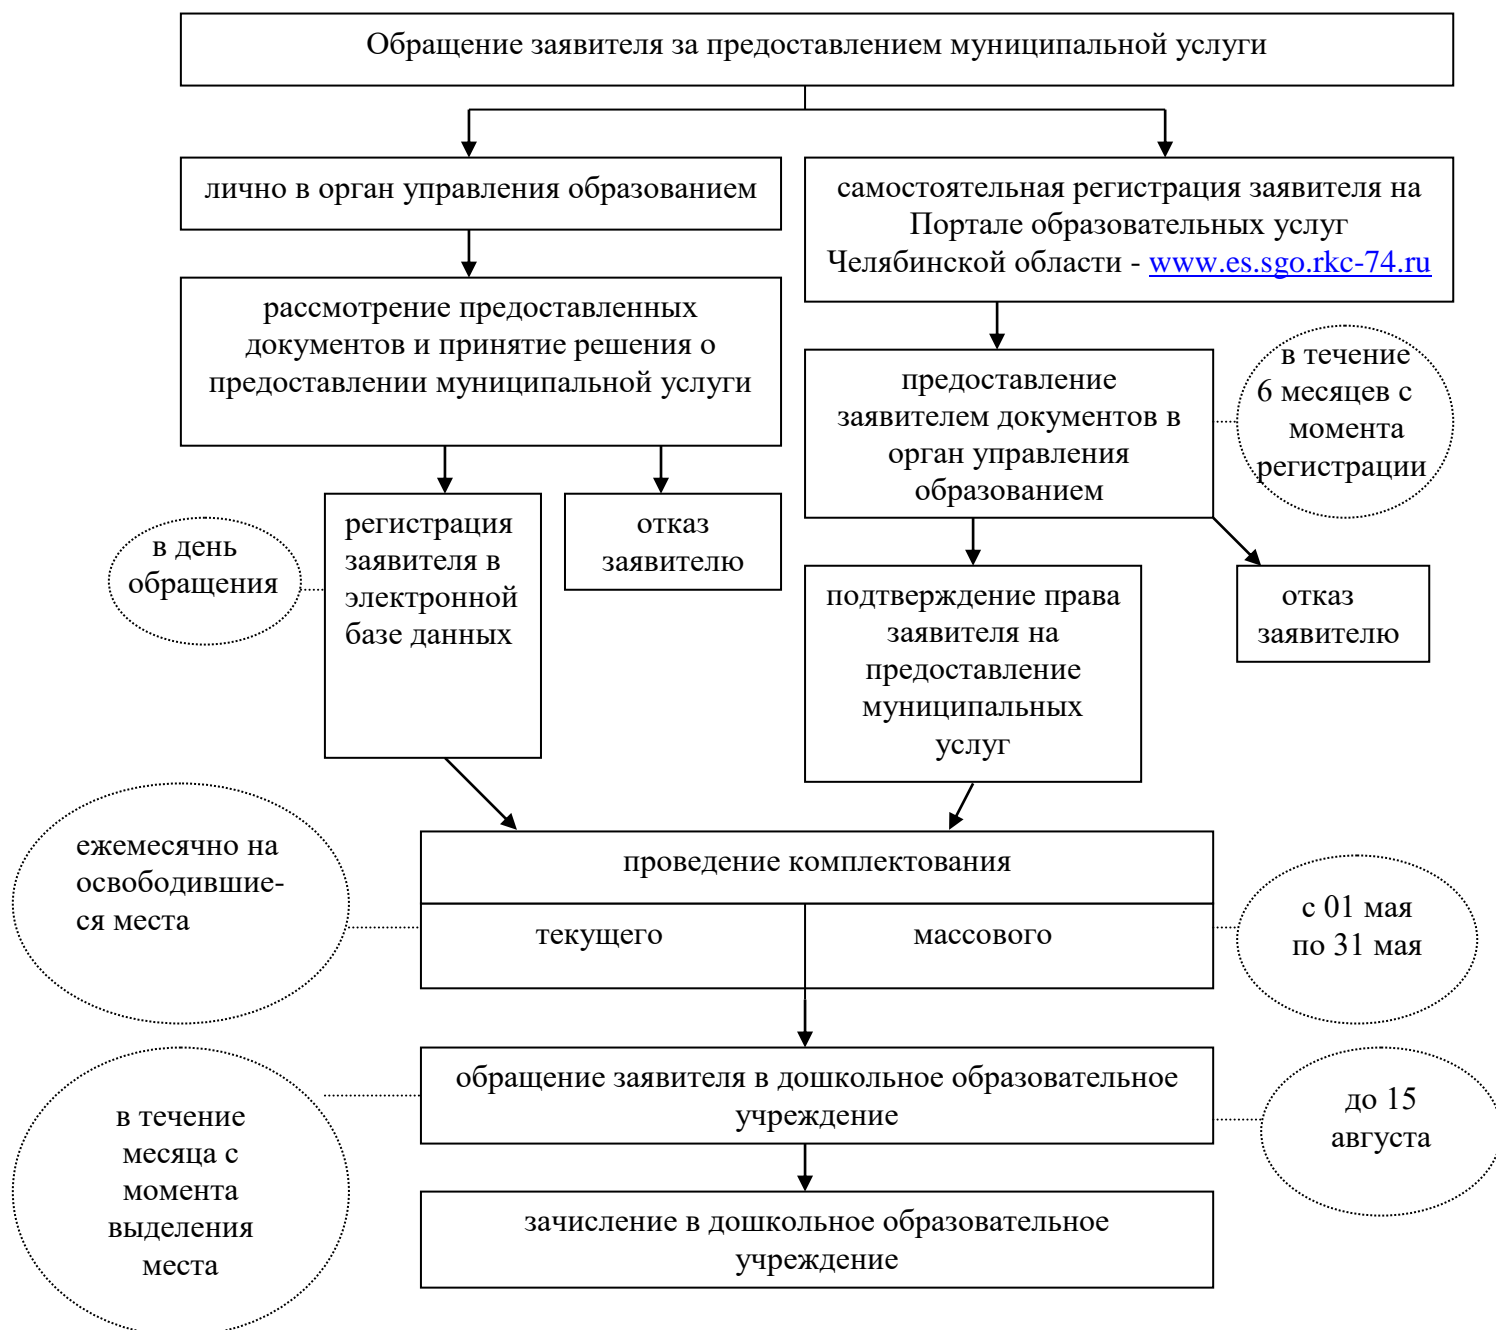 Обращение заявителя за предоставлением муниципальной услуги
лично в орган управления образованием
самостоятельная регистрация заявителя на
Портале образовательных услуг
Челябинской области - www.es.sgo.rkc-74.ru
рассмотрение предоставленных
документов и принятие решения о
предоставлении муниципальной услуги
предоставление
заявителем документов в
орган управления
образованием
в течение
6 месяцев с
момента
регистрации
в день
обращения
регистрация
заявителя в
электронной
базе данных
отказ
заявителю
подтверждение права
заявителя на
предоставление
муниципальных
услуг
отказ
заявителю
ежемесячно на
освободившие-
ся места
проведение комплектования
текущего
массового
с 01 мая
по 31 мая
в течение
месяца с
момента
выделения
места
обращение заявителя в дошкольное образовательное
учреждение
до 15
августа
зачисление в дошкольное образовательное
учреждение